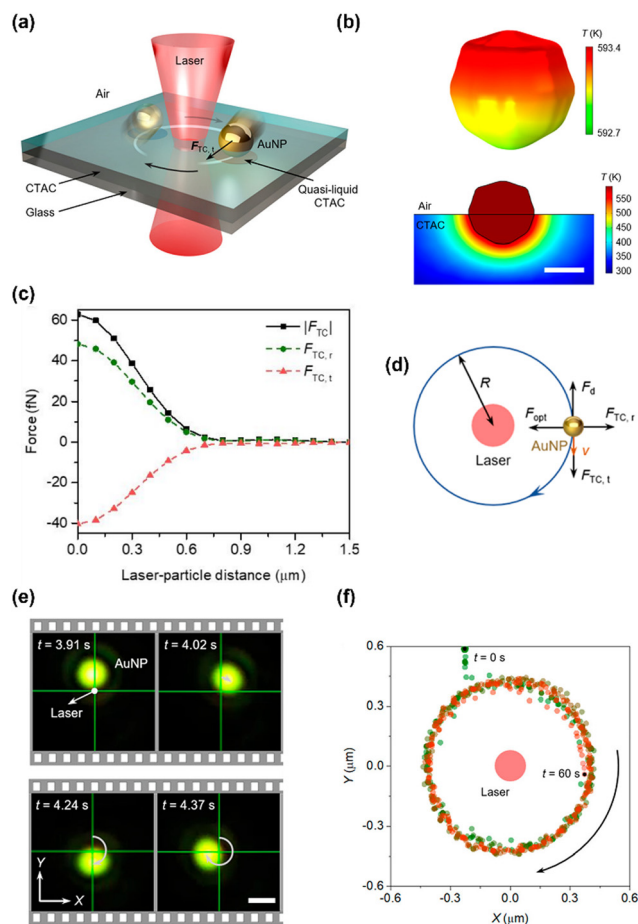 (a)
Laser
Air
F_TC, t
AuNP
CTAC
Glass
Quasi-liquid
CTAC
(b)
T (K)
593.4
592.7
Air
CTAC
T (K)
550
500
450
400
350
300
(c)
Force (fN)
60
40
20
0
-20
-40
|F_TC|
F_TC, r
F_TC, t
0.0 0.3 0.6 0.9 1.2 1.5
Laser-particle distance (μm)
(d)
R
F_d
F_opt
F_TC, r
AuNP
v
Laser
F_TC, t
(e)
t = 3.91 s
AuNP
Laser
t = 4.02 s
t = 4.24 s
Y
X
t = 4.37 s
(f)
Y (μm)
0.6
0.3
0.0
-0.3
-0.6
t = 0 s
t = 60 s
Laser
-0.6 -0.3 0.0 0.3 0.6
X (μm)